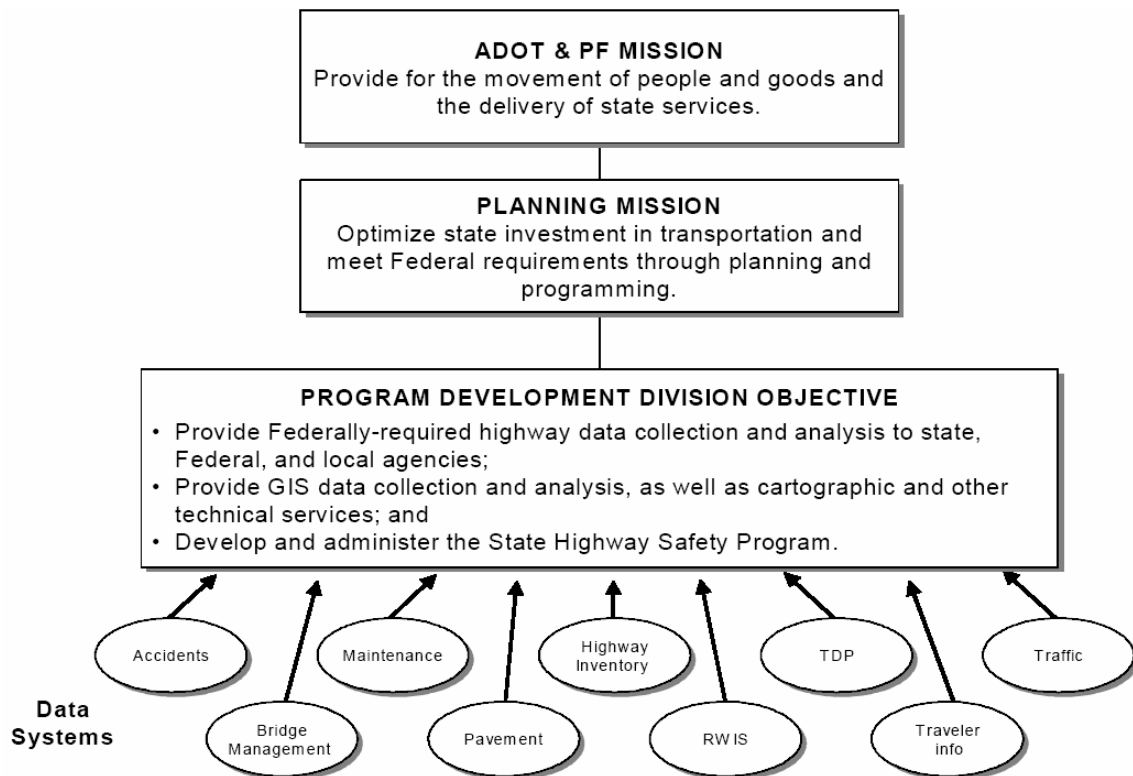 ADOT & PF MISSION
Provide for the movement of people and goods and
the delivery of state services.
PLANNING MISSION
Optimize state investment in transportation and
meet Federal requirements through planning and
programming.
PROGRAM DEVELOPMENT DIVISION OBJECTIVE
• Provide Federally-required highway data collection and analysis to state,
Federal, and local agencies;
• Provide GIS data collection and analysis, as well as cartographic and other
technical services; and
• Develop and administer the State Highway Safety Program.
Accidents
Maintenance
Highway
Inventory
TDP
Traffic
Data
Systems
Bridge
Management
Pavement
RWIS
Traveler
info